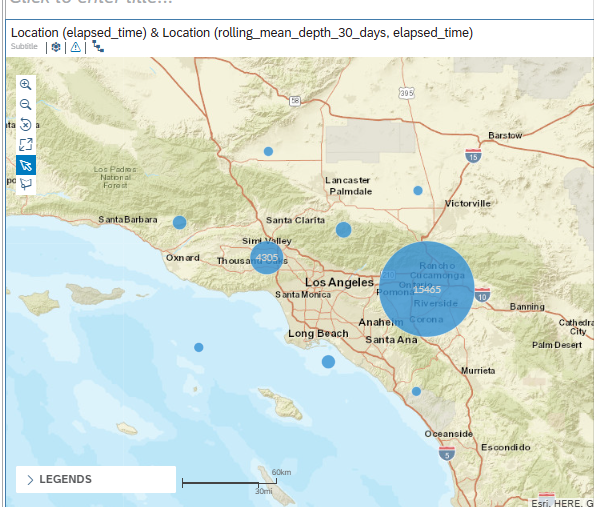 Click to enter title...
Location (elapsed_time) & Location (rolling_mean_depth_30_days, elapsed_time)
Subtitle
58
395
Barstow
15
Los Padres
National
Forest
Lancaster
Palmdale
Victorville
Santa Barbara
Santa Clarita
Simi Valley
Oxnard
Thousand Oaks
4305
Rancho
Cucamonga
Los Angeles
Ontario
Pomona
15465
10
Santa Monica
Riverside
Banning
Anaheim
Corona
Cathedra
City
Long Beach
Santa Ana
Palm Desert
Murrieta
Oceanside
Escondido
5
LEGENDS
60km
30mi
Esri, HERE, G